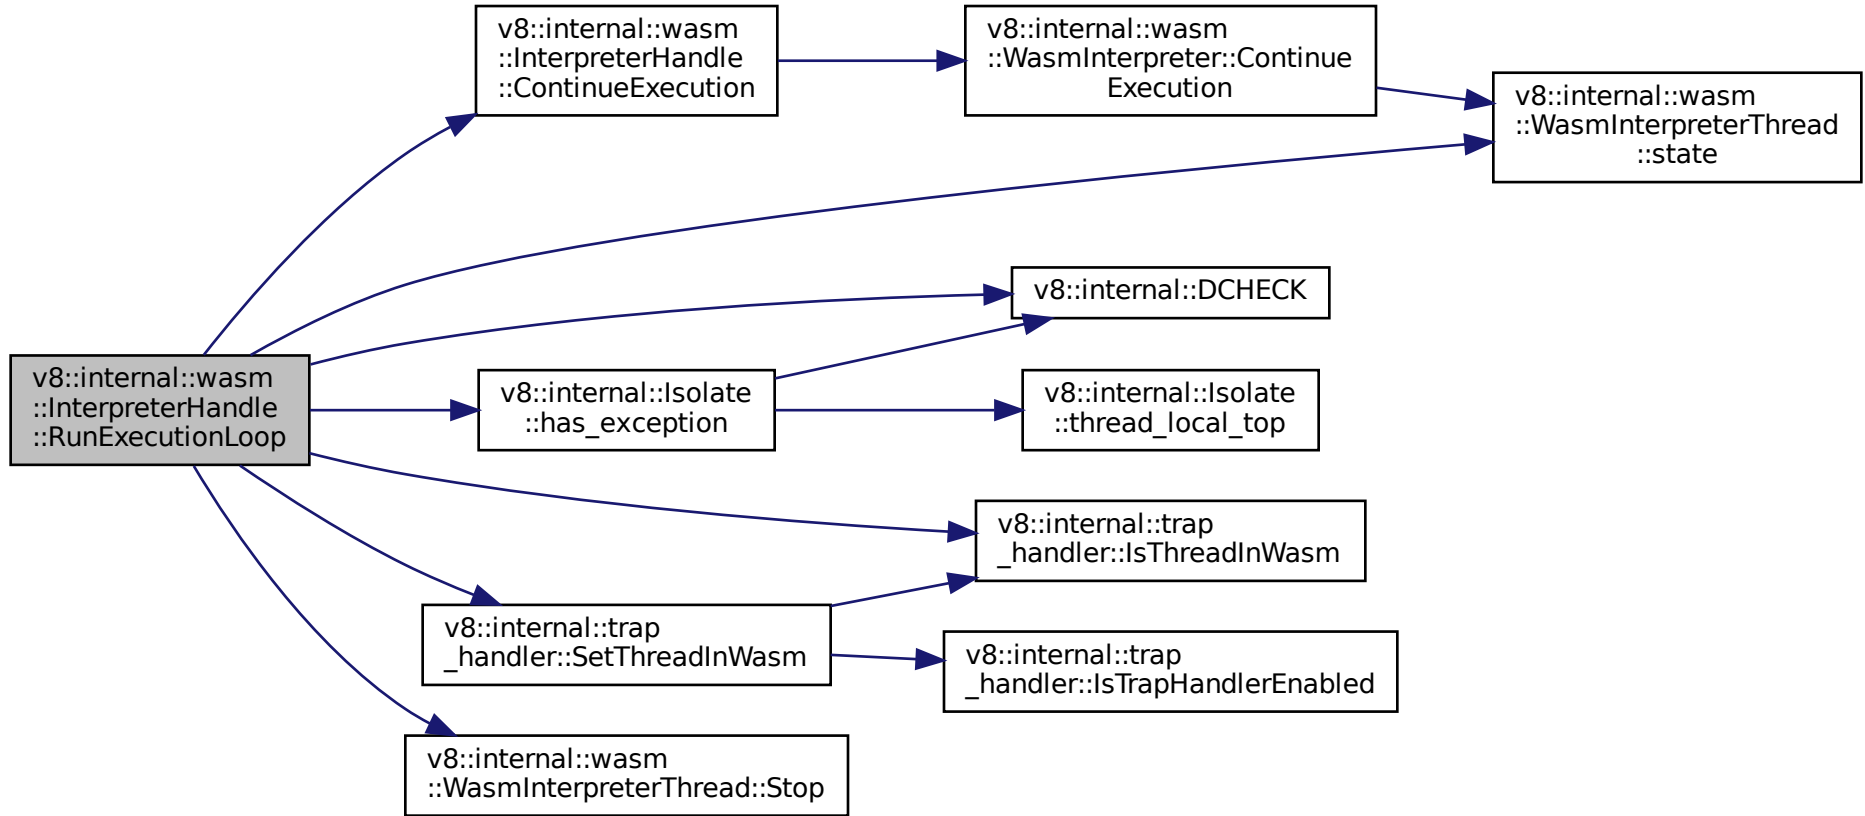 v8::internal::wasm
::InterpreterHandle
::ContinueExecution
v8::internal::wasm
::WasmInterpreter::Continue
Execution
v8::internal::wasm
::WasmInterpreterThread
::state
v8::internal::DCHECK
v8::internal::wasm
::InterpreterHandle
::RunExecutionLoop
v8::internal::Isolate
::has_exception
v8::internal::Isolate
::thread_local_top
v8::internal::trap
_handler::IsThreadInWasm
v8::internal::trap
_handler::SetThreadInWasm
v8::internal::trap
_handler::IsTrapHandlerEnabled
v8::internal::wasm
::WasmInterpreterThread::Stop